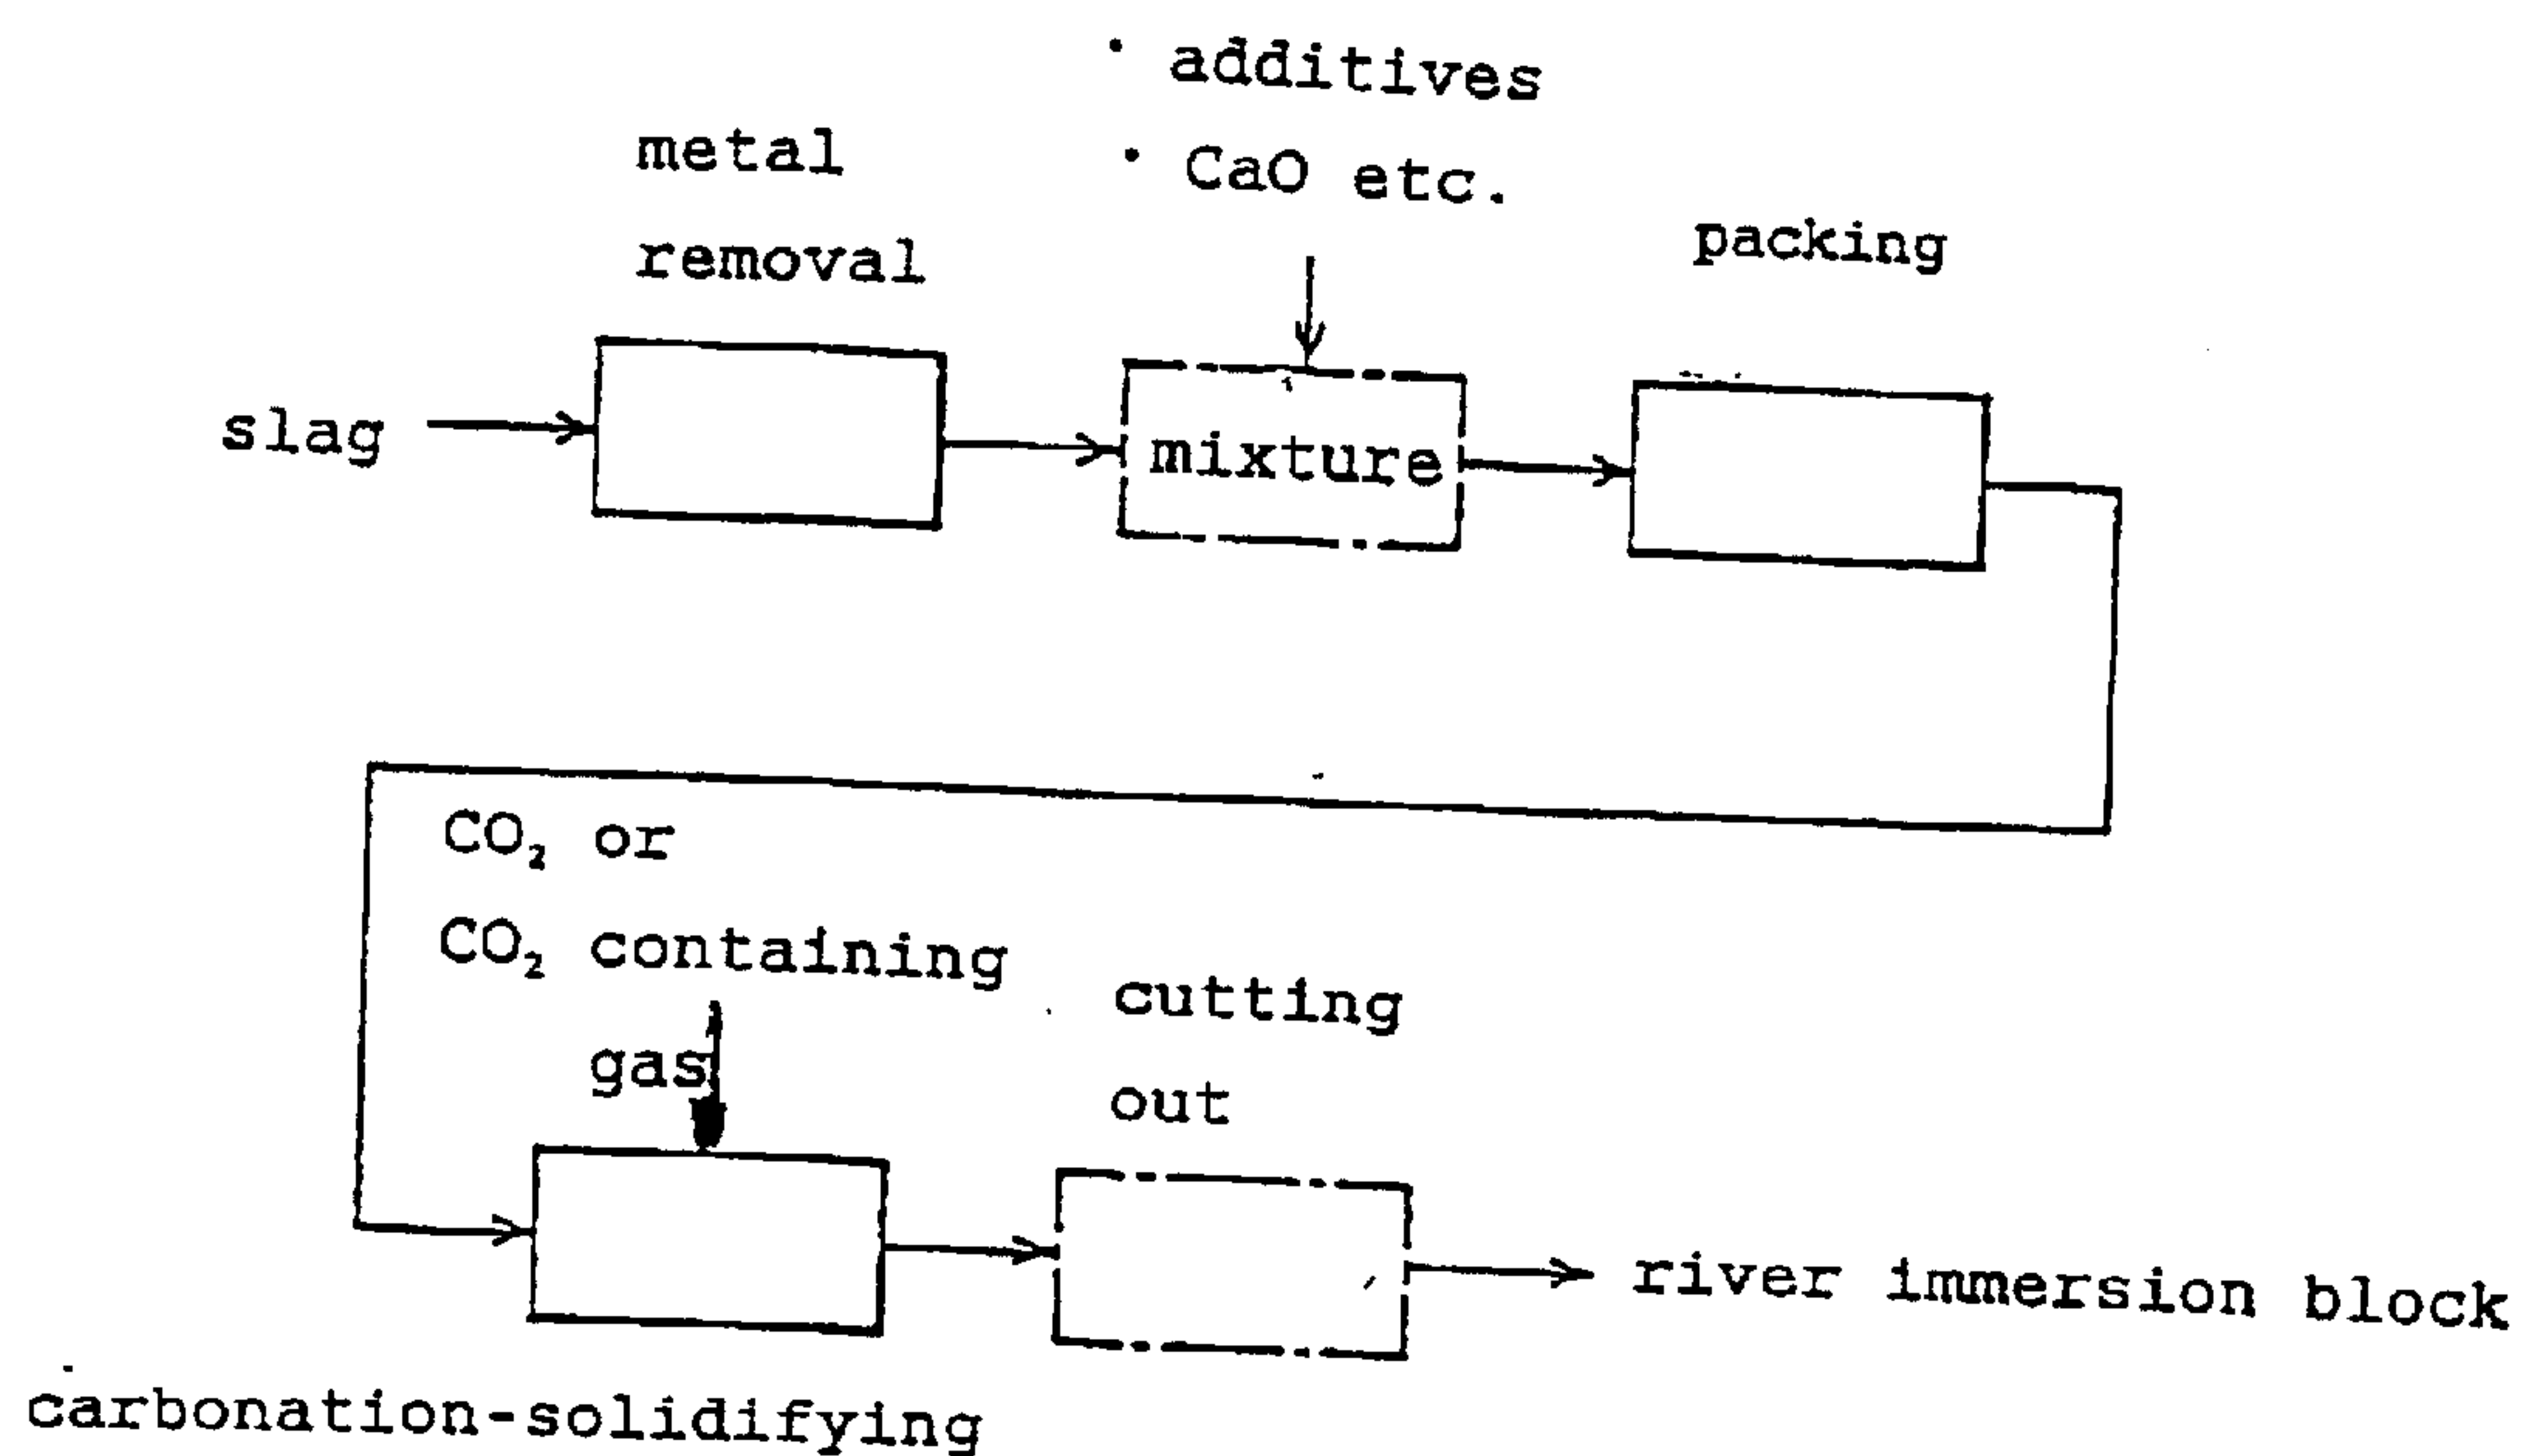 · additives
· CaO etc.
metal
removal
packing
slag
mixture
CO₂ or
CO₂ containing
gas
cutting
out
river immersion block
carbonation-solidifying